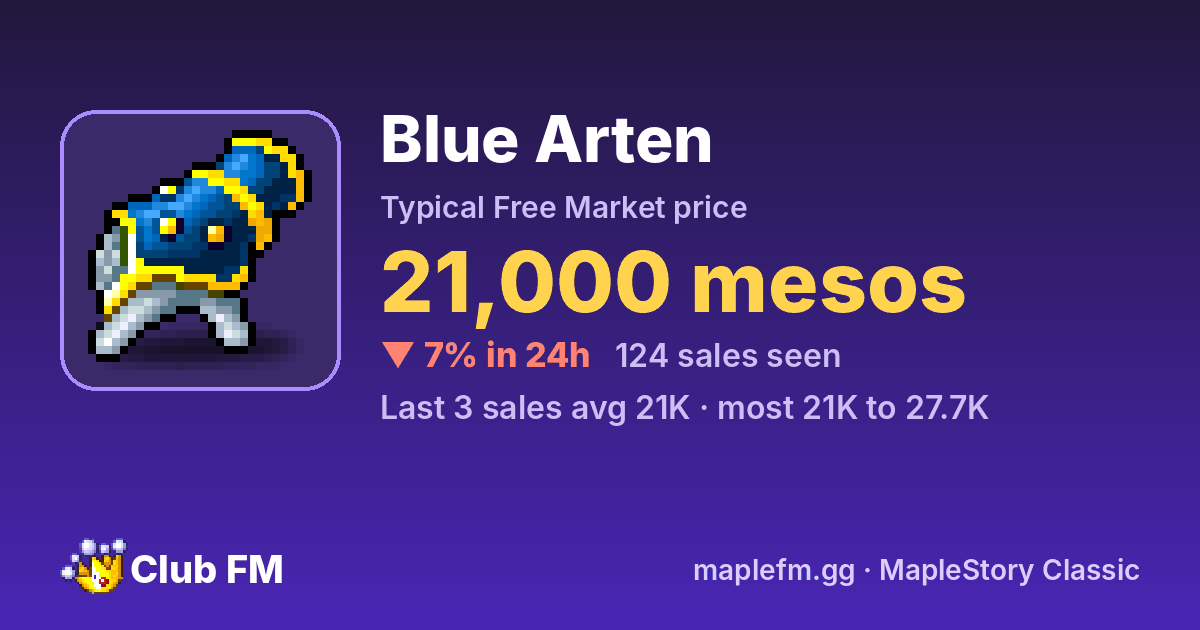 Blue Arten
Typical Free Market price
21,000 mesos
▼ 7% in 24h 124 sales seen
Last 3 sales avg 21K · most 21K to 27.7K
Club FM
maplefm.gg · MapleStory Classic